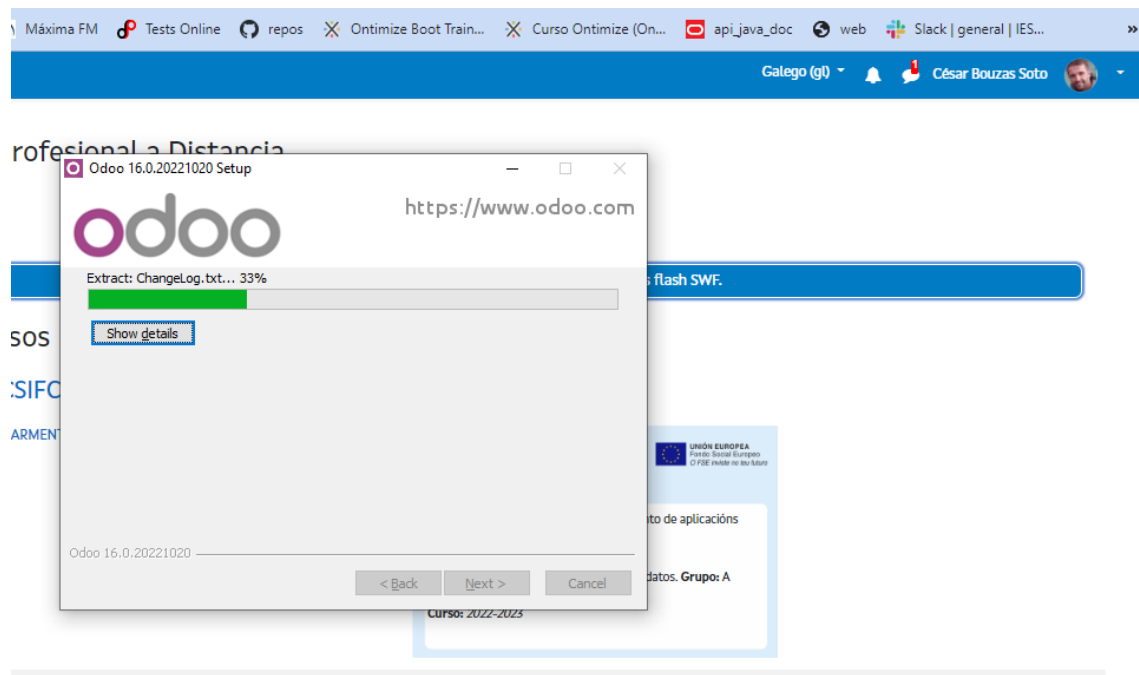 Máxima FM Tests Online repos Ontimize Boot Train... Curso Ontimize (On... api_java_doc web Slack | general | IES... »
Galego (gl) 1 César Bouzas Soto
rofesional a Distancia
Odoo 16.0.20221020 Setup
odoo
https://www.odoo.com
Extract: ChangeLog.txt... 33%
s flash SWF.
Show details
sos
SIFC
ARMENT
UNIÓN EUROPEA
Fondo Social Europeo
O FSE inviste no teu futuro
nto de aplicacións
Odoo 16.0.20221020
< Back Next > Cancel
datos. Grupo: A
Curso: 2022-2023